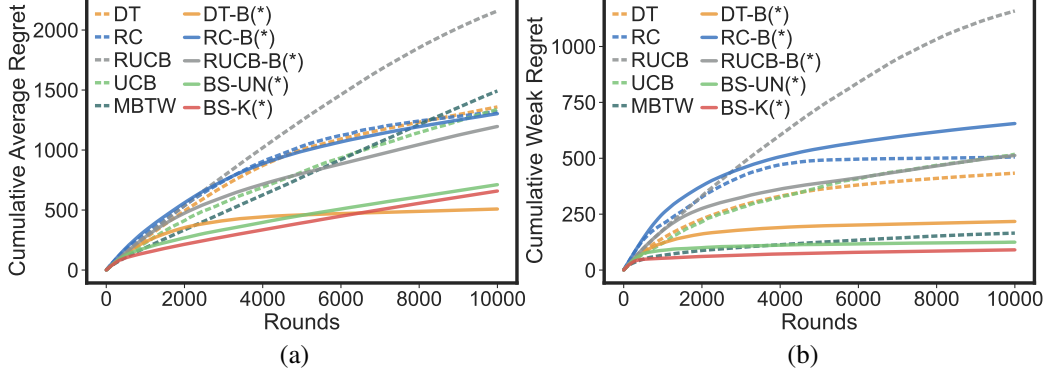 Cumulative Average Regret
2000
1500
1000
500
0
DT
RC
RUCB
UCB
MBTW
DT-B(*)
RC-B(*)
RUCB-B(*)
BS-UN(*)
BS-K(*)
0 2000 4000 6000 8000 10000
Rounds
(a)
Cumulative Weak Regret
1000
750
500
250
0
DT
RC
RUCB
UCB
MBTW
DT-B(*)
RC-B(*)
RUCB-B(*)
BS-UN(*)
BS-K(*)
0 2000 4000 6000 8000 10000
Rounds
(b)